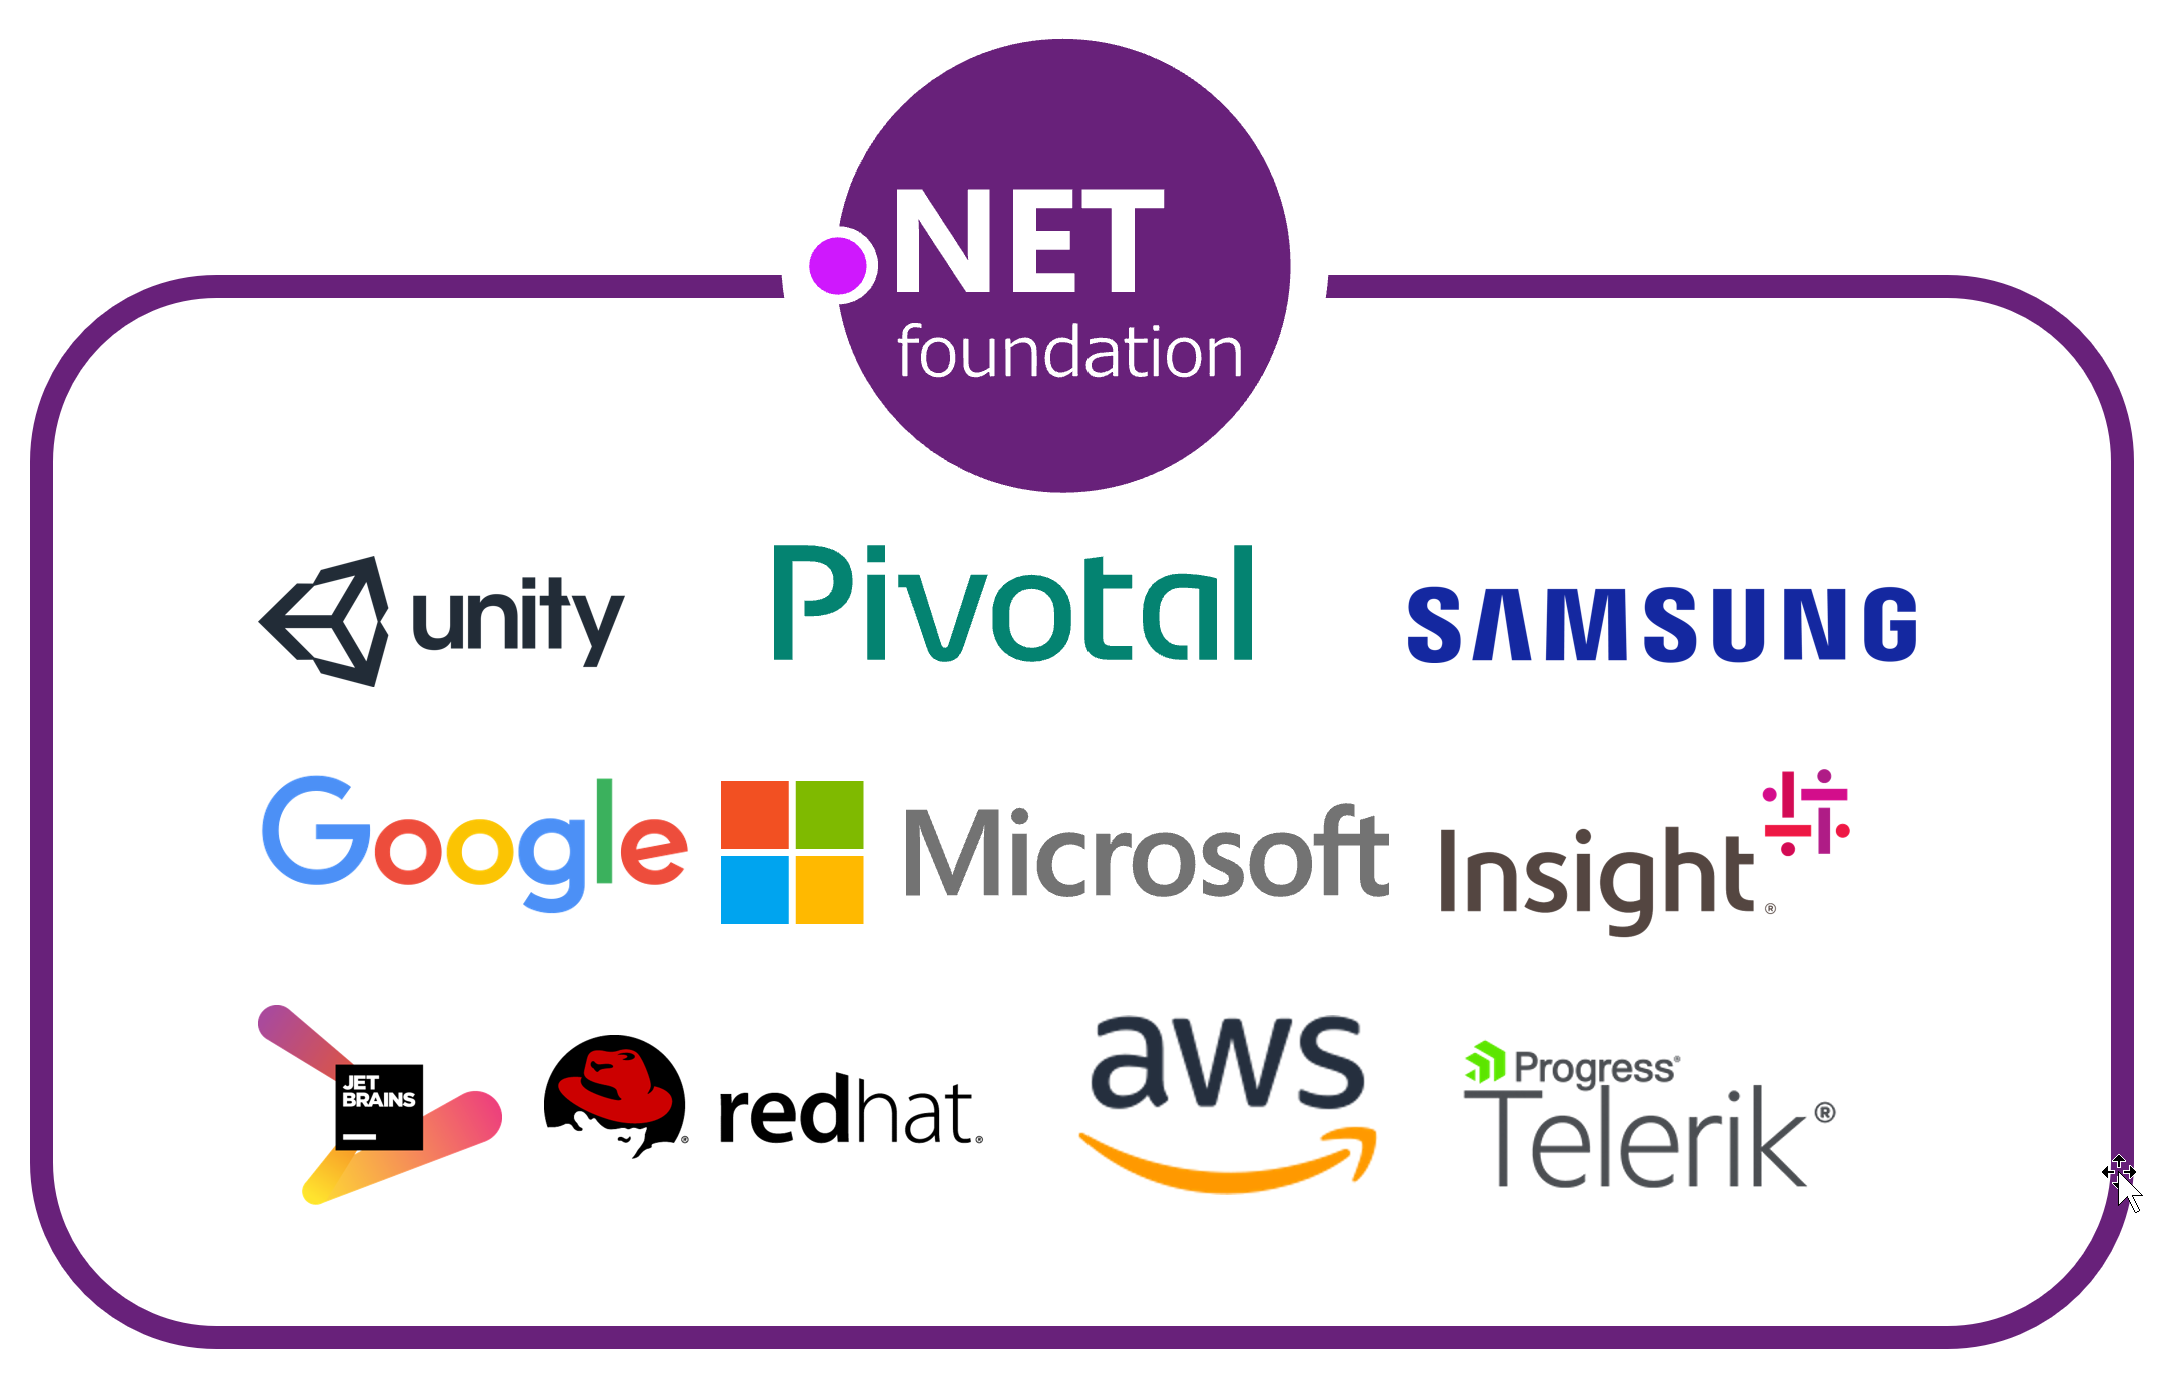 NET
foundation
unity
Pivotal
SAMSUNG
Google
Microsoft
Insight®
JET
BRAINS
redhat®
aws
Progress®
Telerik®